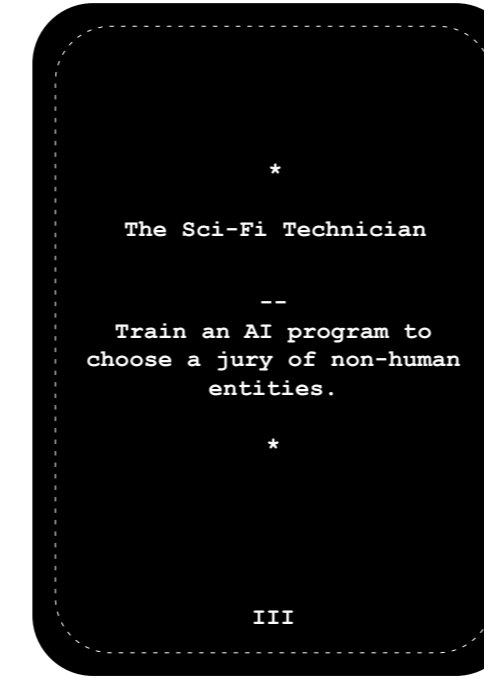 *
The Sci-Fi Technician
--
Train an AI program to
choose a jury of non-human
entities.
*
III